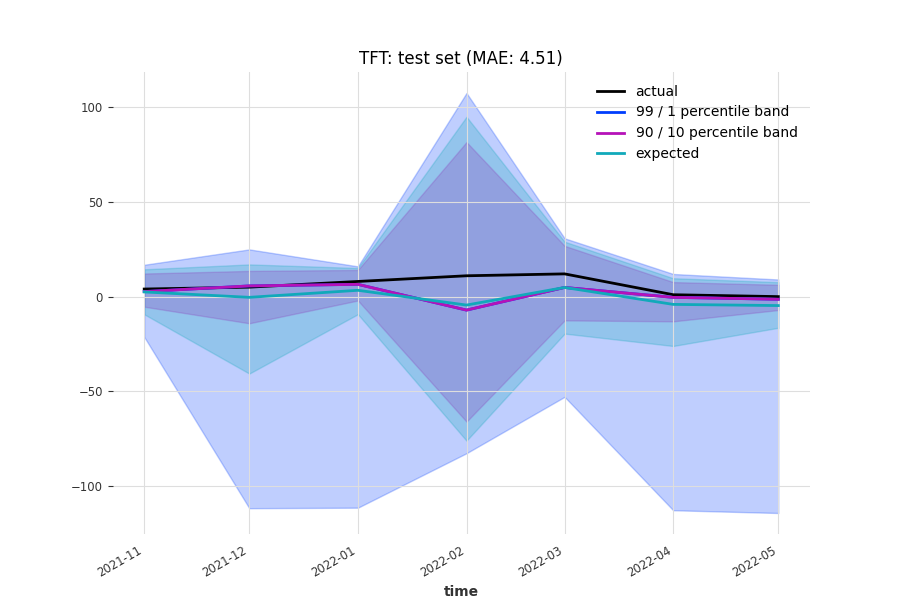 TFT: test set (MAE: 4.51)
actual
99 / 1 percentile band
90 / 10 percentile band
expected
100
50
0
−50
−100
2021-11
2021-12
2022-01
2022-02
2022-03
2022-04
2022-05
time